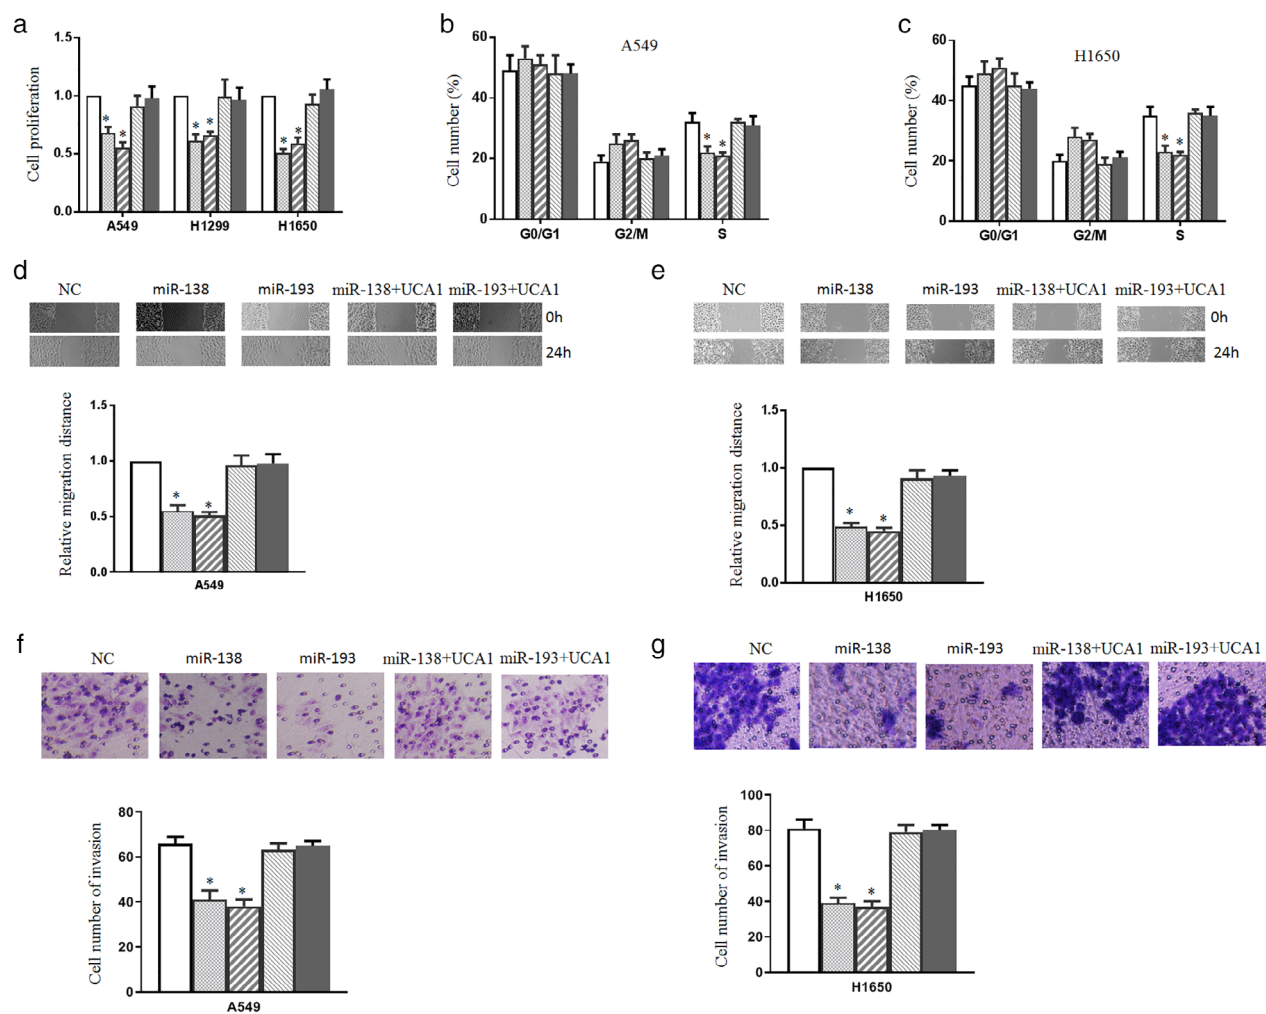 a
Cell proliferation
1.5
1.0
0.5
0.0
* * * * * *
A549 H1299 H1650
b
A549
Cell number (%)
60
40
20
0
* *
G0/G1 G2/M S
c
H1650
Cell number (%)
60
40
20
0
* *
G0/G1 G2/M S
d
NC miR-138 miR-193 miR-138+UCA1 miR-193+UCA1
0h
24h
Relative migration distance
1.5
1.0
0.5
0.0
* *
A549
e
NC miR-138 miR-193 miR-138+UCA1 miR-193+UCA1
0h
24h
Relative migration distance
1.5
1.0
0.5
0.0
* *
H1650
f
NC miR-138 miR-193 miR-138+UCA1 miR-193+UCA1
Cell number of invasion
80
60
40
20
0
* *
A549
g
NC miR-138 miR-193 miR-138+UCA1 miR-193+UCA1
Cell number of invasion
100
80
60
40
20
0
* *
H1650